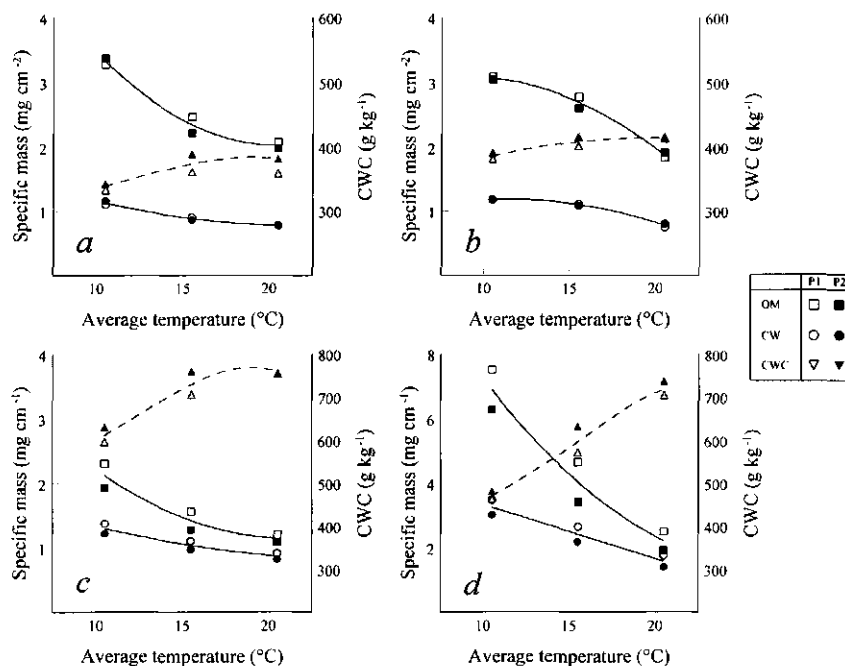 4
3
2
1
Specific mass (mg cm⁻²)
600
500
400
300
CWC (g kg⁻¹)
a
10 15 20
Average temperature (°C)
4
3
2
1
Specific mass (mg cm⁻²)
600
500
400
300
CWC (g kg⁻¹)
b
10 15 20
Average temperature (°C)
P1 P2
OM
CW
CWC
4
3
2
1
Specific mass (mg cm⁻¹)
800
700
600
500
400
300
CWC (g kg⁻¹)
c
10 15 20
Average temperature (°C)
8
6
4
2
Specific mass (mg cm⁻¹)
800
700
600
500
400
300
CWC (g kg⁻¹)
d
10 15 20
Average temperature (°C)